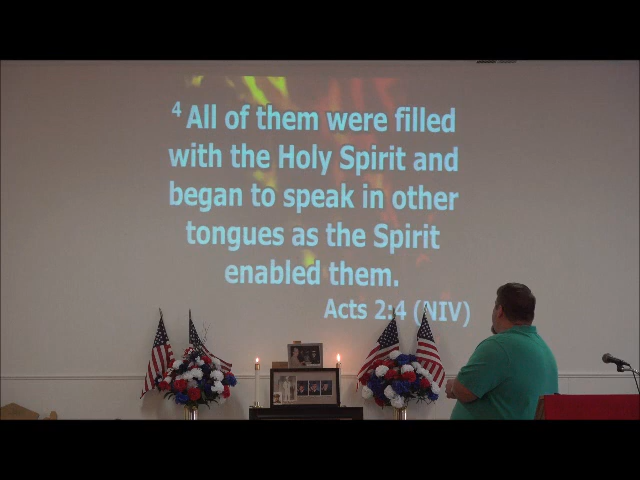 4 All of them were filled
with the Holy Spirit and
began to speak in other
tongues as the Spirit
enabled them.
Acts 2:4 (NIV)